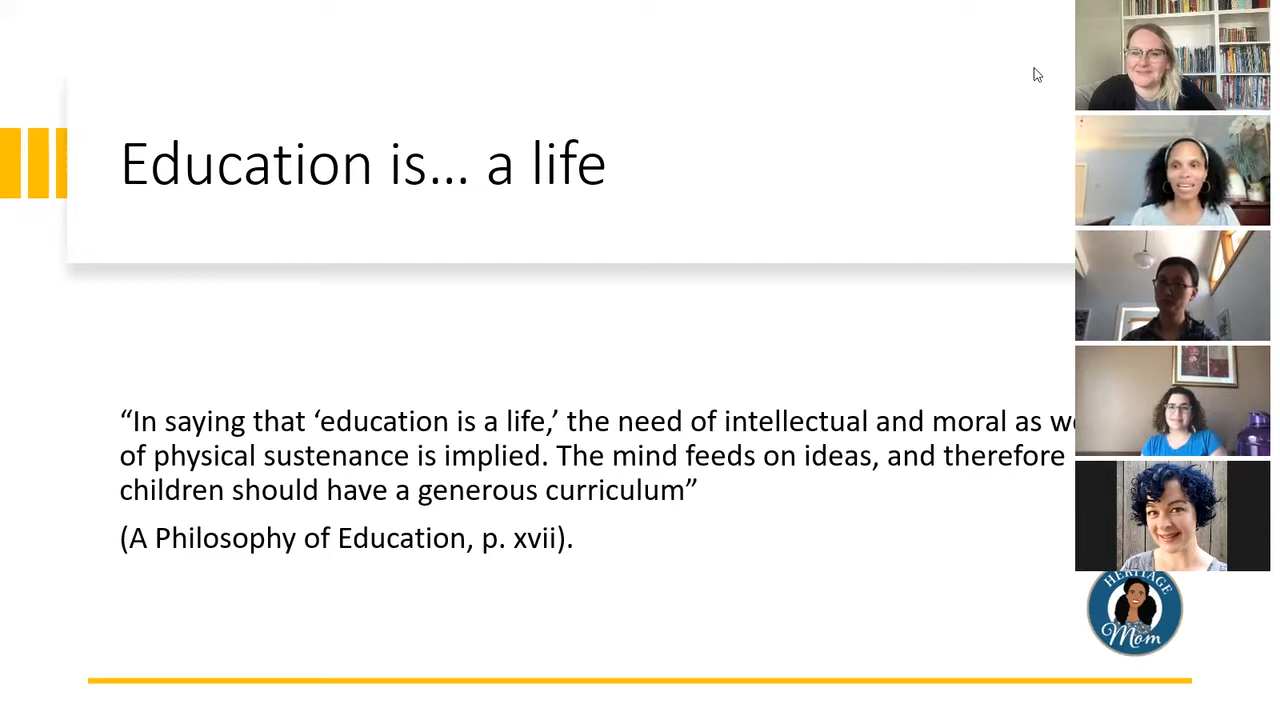 Education is… a life
“In saying that ‘education is a life,’ the need of intellectual and moral as
of physical sustenance is implied. The mind feeds on ideas, and therefore
children should have a generous curriculum”
(A Philosophy of Education, p. xvii).
HERITAGE
Mom